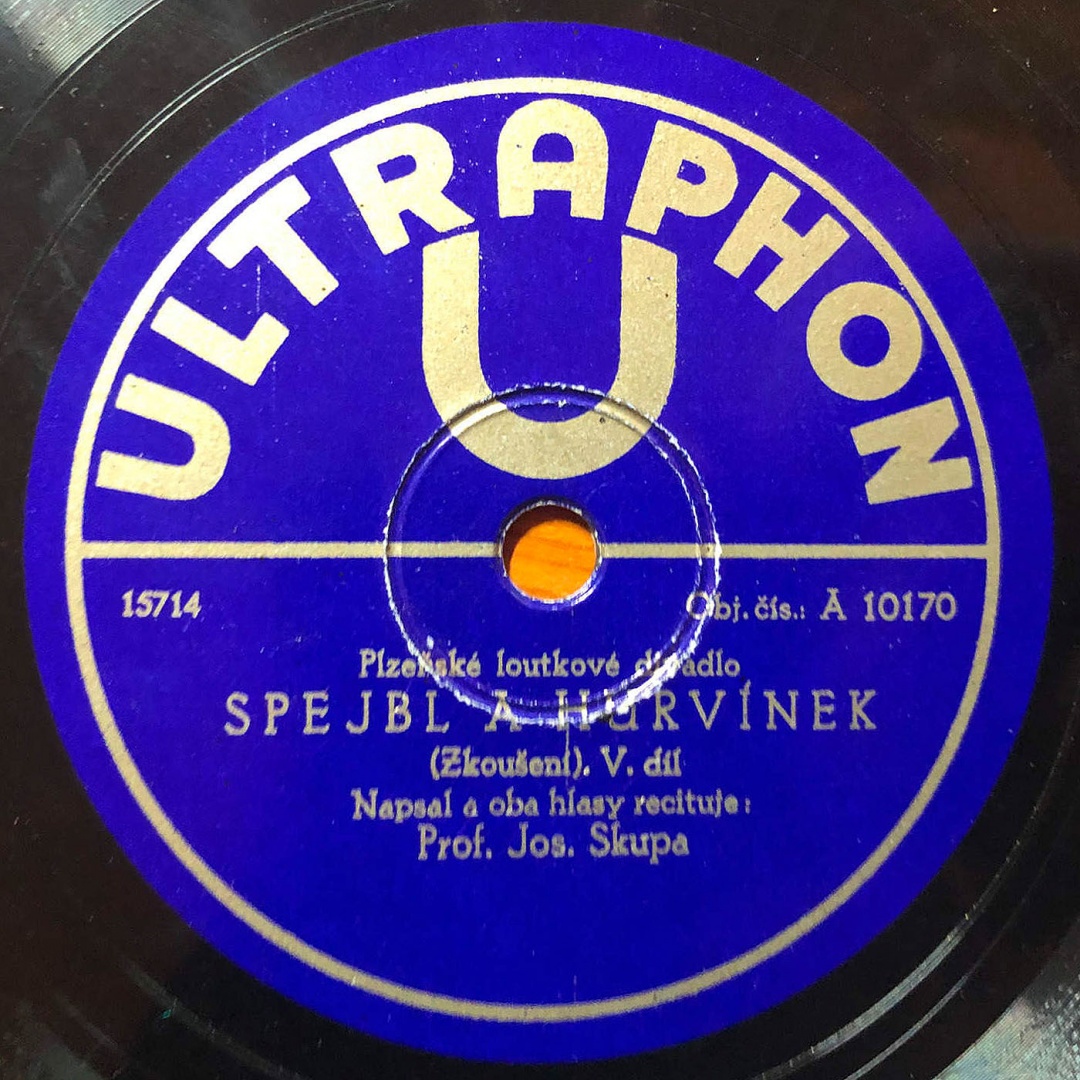 ULTRAPHON
U
15714 Obj. čís.: A 10170
Plzeňské loutkové divadlo
SPEJBL A HURVÍNEK
(Zkoušení). V. díl
Napsal a oba hlasy recituje:
Prof. Jos. Skupa